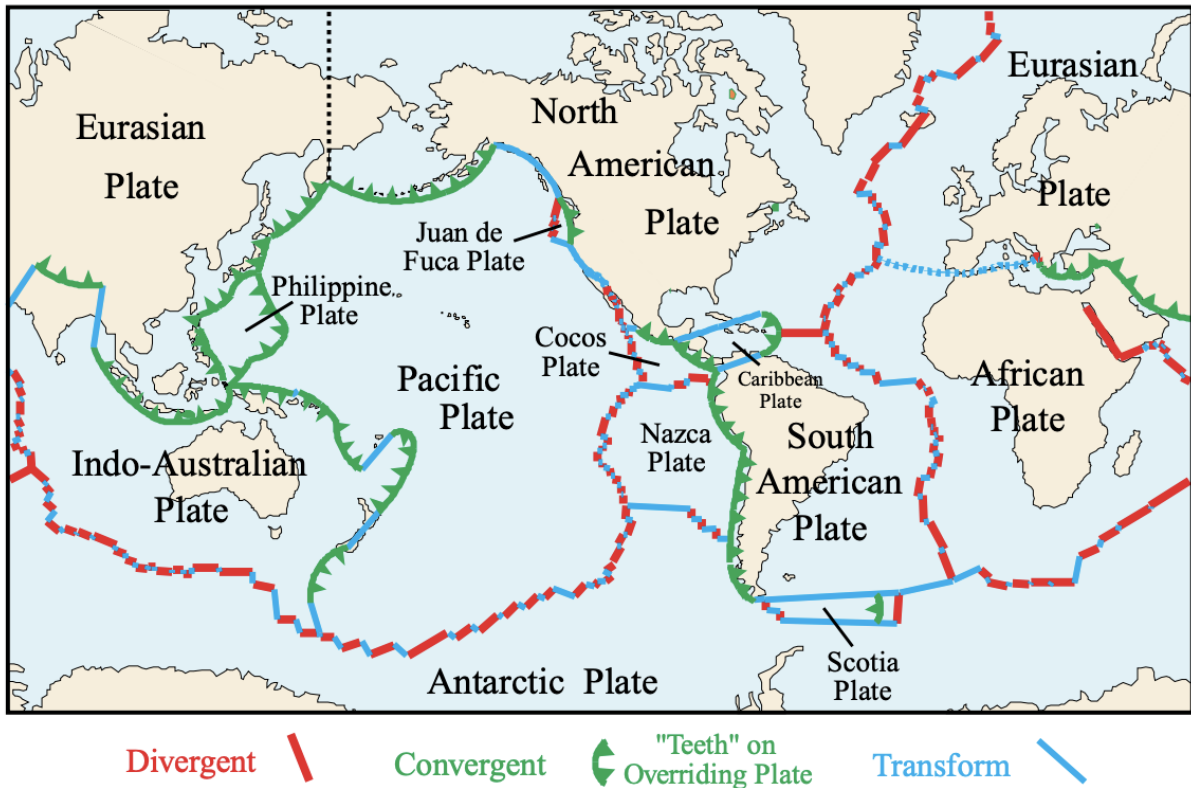 Eurasian
Plate
North
American
Plate
Eurasian
Plate
Juan de
Fuca Plate
Philippine
Plate
Cocos
Plate
Caribbean
Plate
African
Plate
Pacific
Plate
Nazca
Plate
South
American
Plate
Indo-Australian
Plate
Scotia
Plate
Antarctic Plate
Divergent
Convergent
"Teeth" on
Overriding Plate
Transform